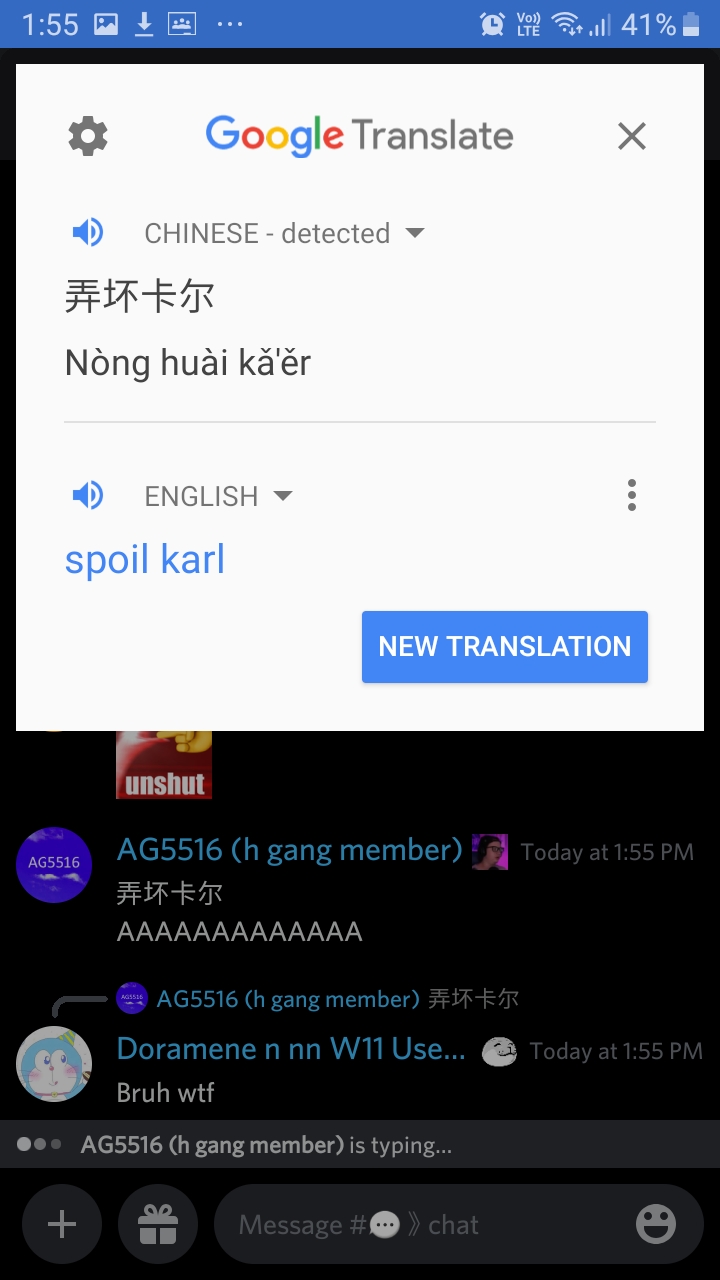 1:55 Vo)) LTE 41%
Google Translate
CHINESE - detected
弄坏卡尔
Nòng huài kǎ'ěr
ENGLISH
spoil karl
NEW TRANSLATION
unshut
AG5516
AG5516 (h gang member) Today at 1:55 PM
弄坏卡尔
AAAAAAAAAAAAA
AG5516 AG5516 (h gang member) 弄坏卡尔
Doramene n nn W11 Use... Today at 1:55 PM
Bruh wtf
AG5516 (h gang member) is typing...
Message #💬》chat